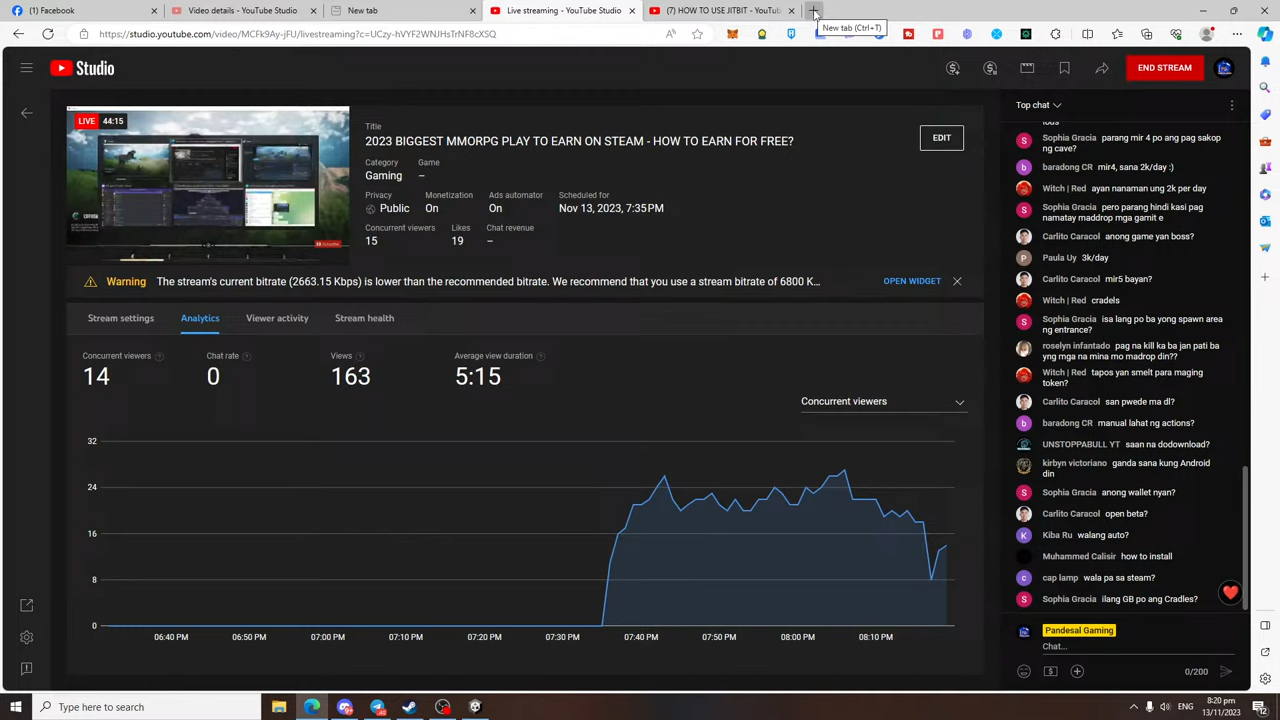 (1) Facebook
Video details - YouTube Studio
New tab
Live streaming - YouTube Studio
(7) HOW TO USE JITBIT - YouTub
New tab (Ctrl+T)
https://studio.youtube.com/video/MCFk9Ay-jFU/livestreaming?c=UCzy-hVYF2WNJHsTrNF8cXSQ
Studio
END STREAM
LIVE 44:15
Title
2023 BIGGEST MMORPG PLAY TO EARN ON STEAM - HOW TO EARN FOR FREE?
EDIT
Category Game
Gaming –
Privacy Monetization Ads automator Scheduled for
Public On On Nov 13, 2023, 7:35 PM
Concurrent viewers Likes Chat revenue
15 19 –
Warning The stream's current bitrate (2663.15 Kbps) is lower than the recommended bitrate. We recommend that you use a stream bitrate of 6800 K...
OPEN WIDGET
Stream settings Analytics Viewer activity Stream health
Concurrent viewers Chat rate Views Average view duration
14 0 163 5:15
Concurrent viewers
32
24
16
8
0
06:40 PM 06:50 PM 07:00 PM 07:10 PM 07:20 PM 07:30 PM 07:40 PM 07:50 PM 08:00 PM 08:10 PM
Top chat
Sophia Gracia parang mir 4 po ang pag sakop
ng cave?
baradong CR mir4, sana 2k/day :)
Witch | Red ayan nanaman ung 2k per day
Sophia Gracia pero parang hindi kasi pag
namatay maddrop mga gamit e
Carlito Caracol anong game yan boss?
Paula Uy 3k/day
Carlito Caracol mir5 bayan?
Witch | Red cradels
Sophia Gracia isa lang po ba yong spawn area
ng entrance?
roselyn infantado pag na kill ka ba jan pati ba
yng mga na mina mo madrop din??
Witch | Red tapos yan smelt para maging
token?
Carlito Caracol san pwede ma dl?
baradong CR manual lahat ng actions?
UNSTOPPABULL YT saan na dodownload?
kirbyn victoriano ganda sana kung Android
din
Sophia Gracia anong wallet nyan?
Carlito Caracol open beta?
Kiba Ru walang auto?
Muhammed Calisir how to install
cap lamp wala pa sa steam?
Sophia Gracia ilang GB po ang Cradles?
Pandesal Gaming
Chat...
0/200
Type here to search
ENG
8:20 pm
13/11/2023
12